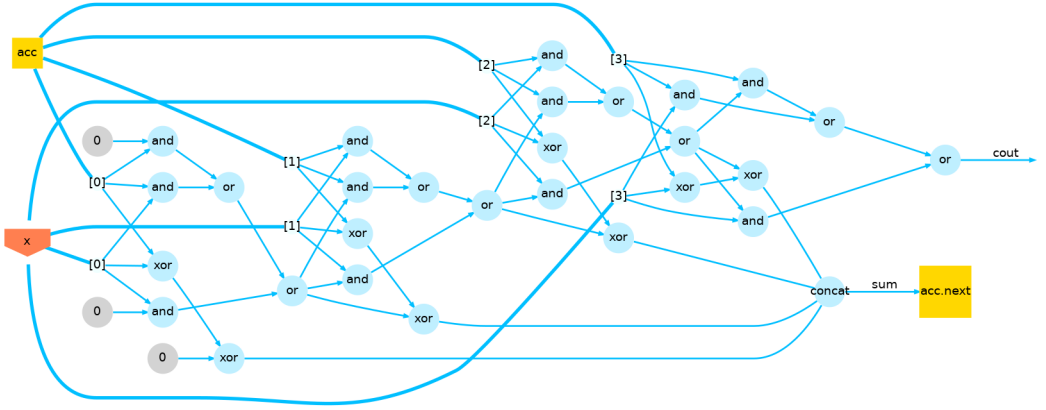 acc
x
0
[0]
[0]
0
and
and
xor
and
0
or
xor
[1]
[1]
or
and
and
xor
and
or
xor
[2]
[2]
or
and
and
xor
and
[3]
or
[3]
xor
and
or
xor
and
xor
and
or
concat
sum
acc.next
or
cout